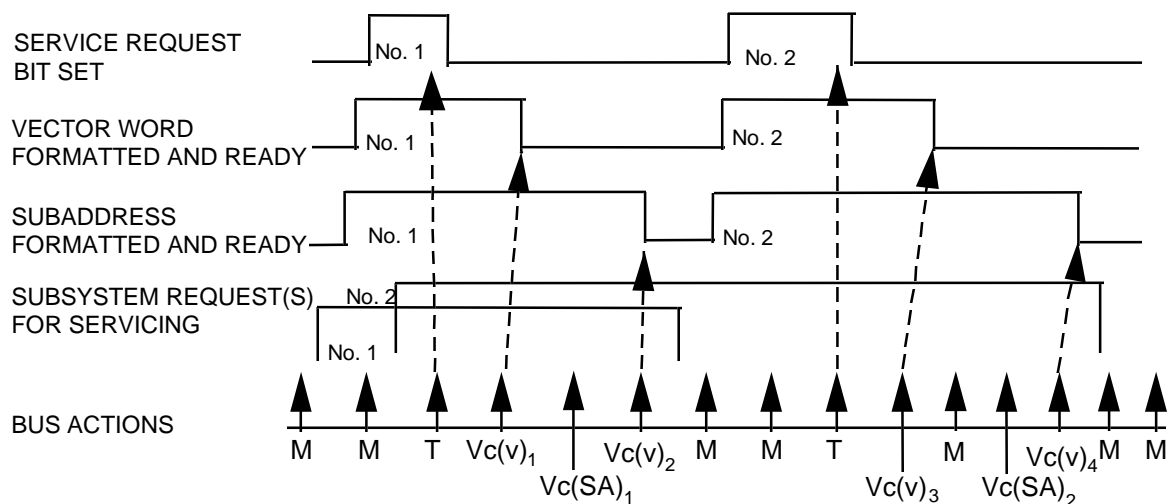 SERVICE REQUEST
BIT SET
No. 1
No. 2
VECTOR WORD
FORMATTED AND READY
No. 1
No. 2
SUBADDRESS
FORMATTED AND READY
No. 1
No. 2
SUBSYSTEM REQUEST(S)
FOR SERVICING
No. 2
No. 1
BUS ACTIONS
M M T Vc(v)1 Vc(v)2 M M T M Vc(v)4 M M
Vc(SA)1 Vc(v)3 Vc(SA)2